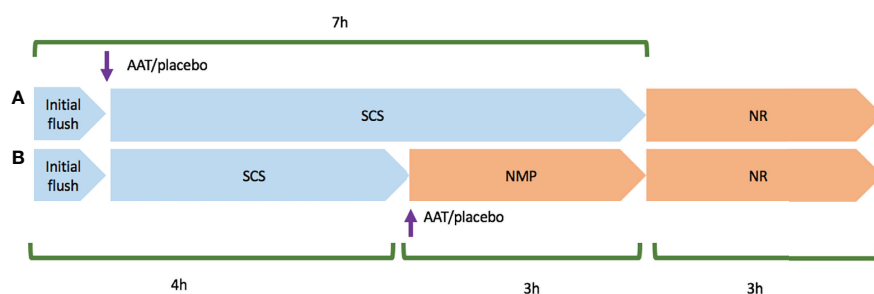 7h
AAT/placebo
A
Initial
flush
SCS
NR
B
Initial
flush
SCS
NMP
NR
AAT/placebo
4h
3h
3h